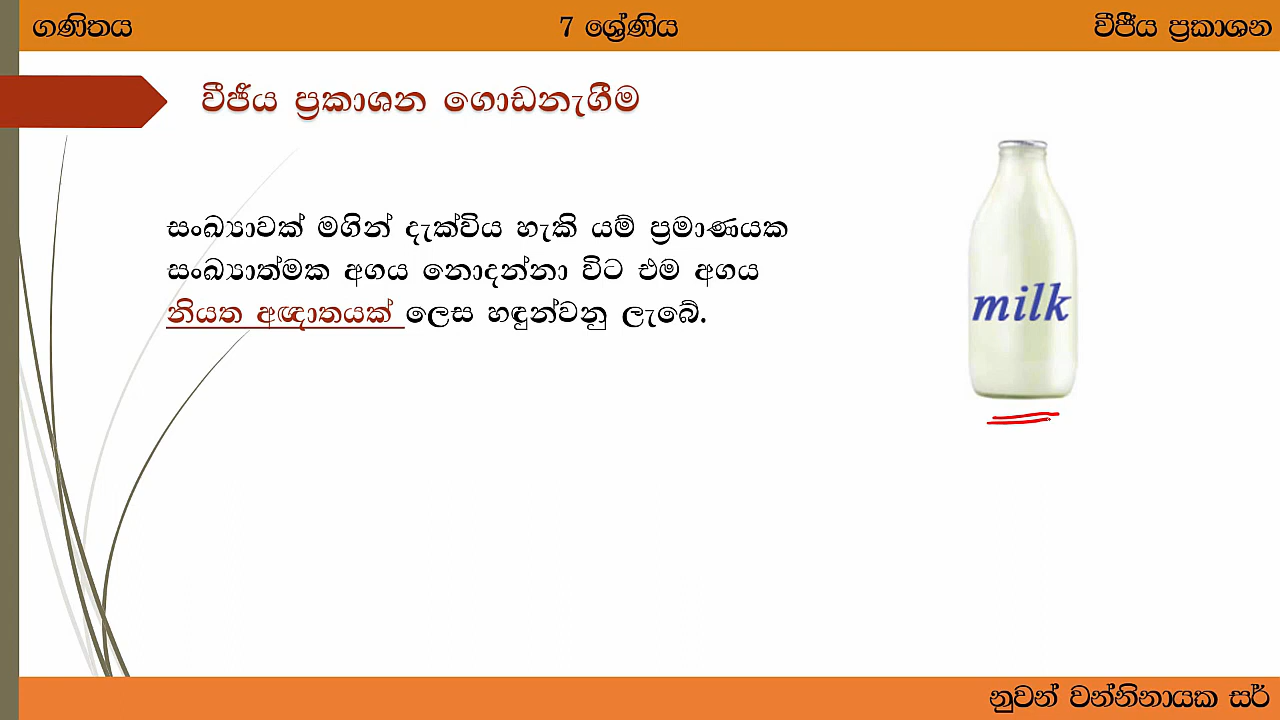 ගණිතය
7 ශ්‍රේණිය
වීජීය ප්‍රකාශන
වීජීය ප්‍රකාශන ගොඩනැගීම
සංඛ්‍යාවක් මගින් දැක්විය හැකි යම් ප්‍රමාණයක
සංඛ්‍යාත්මක අගය නොදන්නා විට එම අගය
නියත අඥාතයක් ලෙස හඳුන්වනු ලැබේ.
milk
නුවන් වන්නිනායක සර්